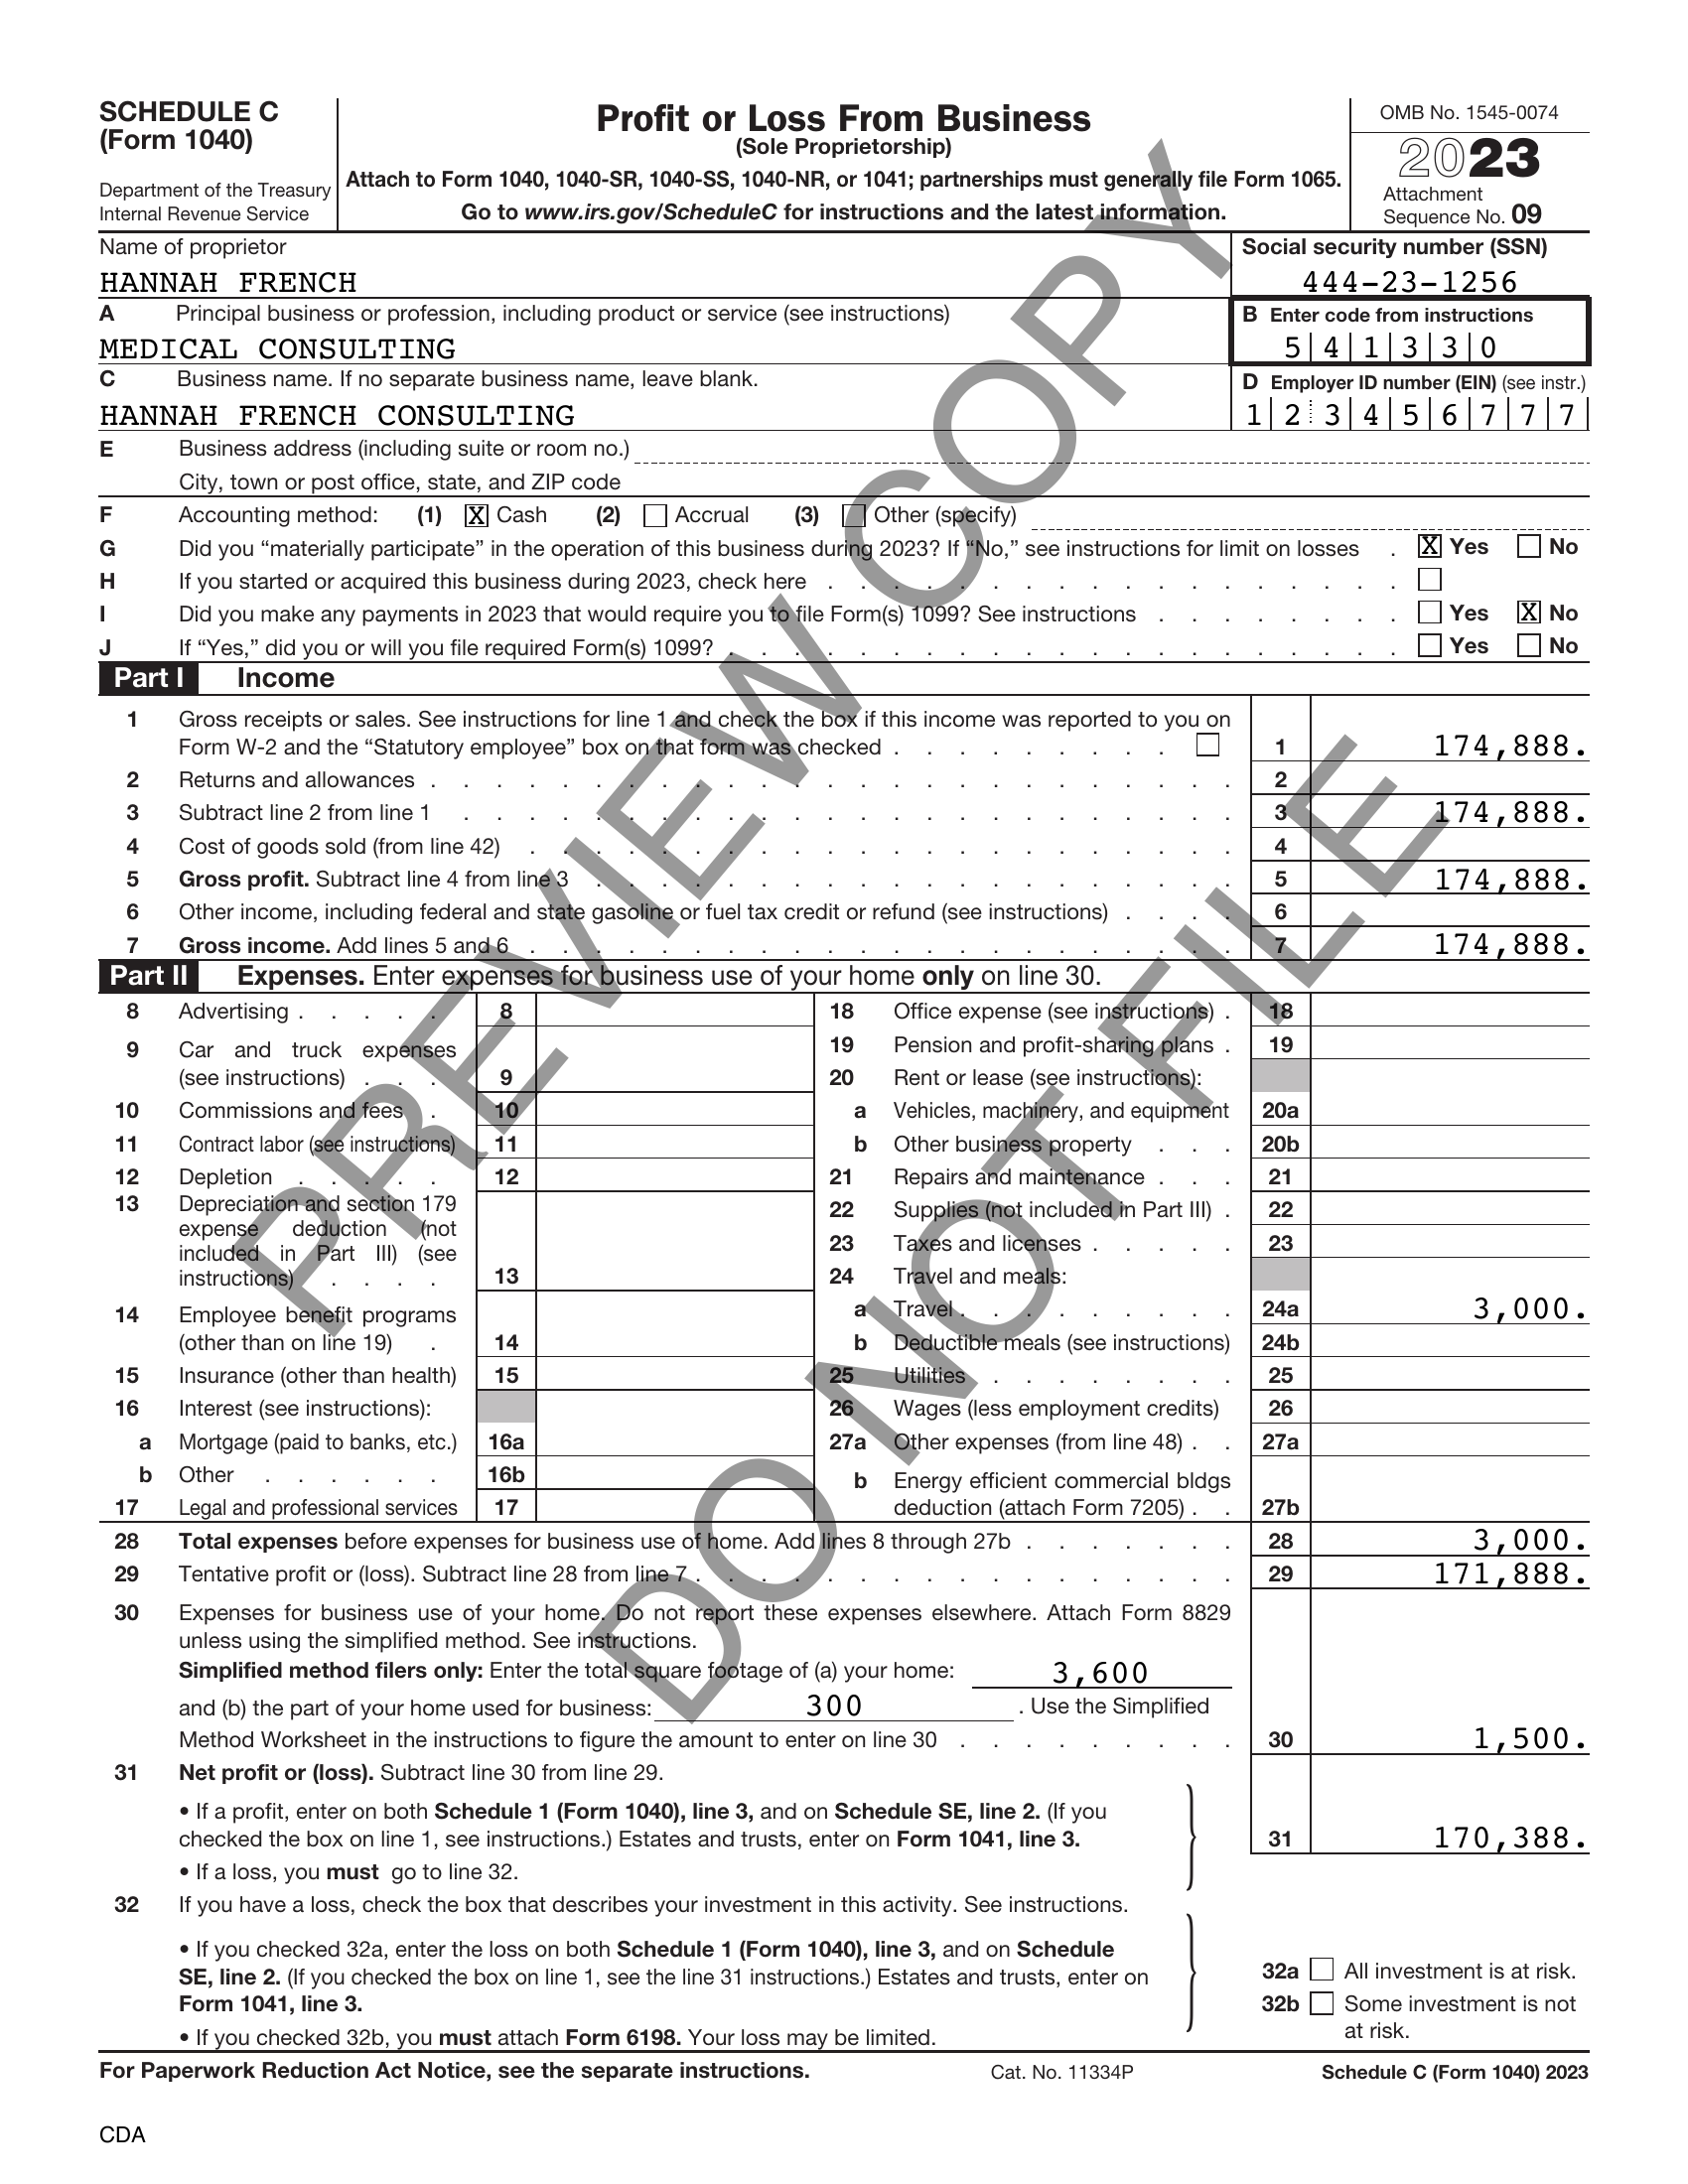 SCHEDULE C
(Form 1040)
Department of the Treasury
Internal Revenue Service
Profit or Loss From Business
(Sole Proprietorship)
Attach to Form 1040, 1040-SR, 1040-SS, 1040-NR, or 1041; partnerships must generally file Form 1065.
Go to www.irs.gov/ScheduleC for instructions and the latest information.
OMB No. 1545-0074
2023
Attachment
Sequence No. 09
Name of proprietor
HANNAH FRENCH
Social security number (SSN)
444-23-1256
A Principal business or profession, including product or service (see instructions)
MEDICAL CONSULTING
B Enter code from instructions
5 4 1 3 3 0
C Business name. If no separate business name, leave blank.
HANNAH FRENCH CONSULTING
D Employer ID number (EIN) (see instr.)
1 2 3 4 5 6 7 7 7
E Business address (including suite or room no.)
City, town or post office, state, and ZIP code
F Accounting method: (1) X Cash (2) Accrual (3) Other (specify)
G Did you “materially participate” in the operation of this business during 2023? If “No,” see instructions for limit on losses . X Yes No
H If you started or acquired this business during 2023, check here
I Did you make any payments in 2023 that would require you to file Form(s) 1099? See instructions Yes X No
J If “Yes,” did you or will you file required Form(s) 1099? Yes No
Part I Income
1 Gross receipts or sales. See instructions for line 1 and check the box if this income was reported to you on
Form W-2 and the “Statutory employee” box on that form was checked 1 174,888.
2 Returns and allowances 2
3 Subtract line 2 from line 1 3 174,888.
4 Cost of goods sold (from line 42) 4
5 Gross profit. Subtract line 4 from line 3 5 174,888.
6 Other income, including federal and state gasoline or fuel tax credit or refund (see instructions) 6
7 Gross income. Add lines 5 and 6 7 174,888.
Part II Expenses. Enter expenses for business use of your home only on line 30.
8 Advertising 8
9 Car and truck expenses
(see instructions) 9
10 Commissions and fees 10
11 Contract labor (see instructions) 11
12 Depletion 12
13 Depreciation and section 179
expense deduction (not
included in Part III) (see
instructions) 13
14 Employee benefit programs
(other than on line 19) 14
15 Insurance (other than health) 15
16 Interest (see instructions):
a Mortgage (paid to banks, etc.) 16a
b Other 16b
17 Legal and professional services 17
18 Office expense (see instructions) 18
19 Pension and profit-sharing plans 19
20 Rent or lease (see instructions):
a Vehicles, machinery, and equipment 20a
b Other business property 20b
21 Repairs and maintenance 21
22 Supplies (not included in Part III) 22
23 Taxes and licenses 23
24 Travel and meals:
a Travel 24a 3,000.
b Deductible meals (see instructions) 24b
25 Utilities 25
26 Wages (less employment credits) 26
27a Other expenses (from line 48) 27a
b Energy efficient commercial bldgs
deduction (attach Form 7205) 27b
28 Total expenses before expenses for business use of home. Add lines 8 through 27b 28 3,000.
29 Tentative profit or (loss). Subtract line 28 from line 7 29 171,888.
30 Expenses for business use of your home. Do not report these expenses elsewhere. Attach Form 8829
unless using the simplified method. See instructions.
Simplified method filers only: Enter the total square footage of (a) your home: 3,600
and (b) the part of your home used for business: 300 . Use the Simplified
Method Worksheet in the instructions to figure the amount to enter on line 30 30 1,500.
31 Net profit or (loss). Subtract line 30 from line 29.
• If a profit, enter on both Schedule 1 (Form 1040), line 3, and on Schedule SE, line 2. (If you
checked the box on line 1, see instructions.) Estates and trusts, enter on Form 1041, line 3.
• If a loss, you must go to line 32.
31 170,388.
32 If you have a loss, check the box that describes your investment in this activity. See instructions.
• If you checked 32a, enter the loss on both Schedule 1 (Form 1040), line 3, and on Schedule
SE, line 2. (If you checked the box on line 1, see the line 31 instructions.) Estates and trusts, enter on
Form 1041, line 3.
• If you checked 32b, you must attach Form 6198. Your loss may be limited.
32a All investment is at risk.
32b Some investment is not
at risk.
For Paperwork Reduction Act Notice, see the separate instructions. Cat. No. 11334P Schedule C (Form 1040) 2023
CDA
PREVIEW COPY
DO NOT FILE